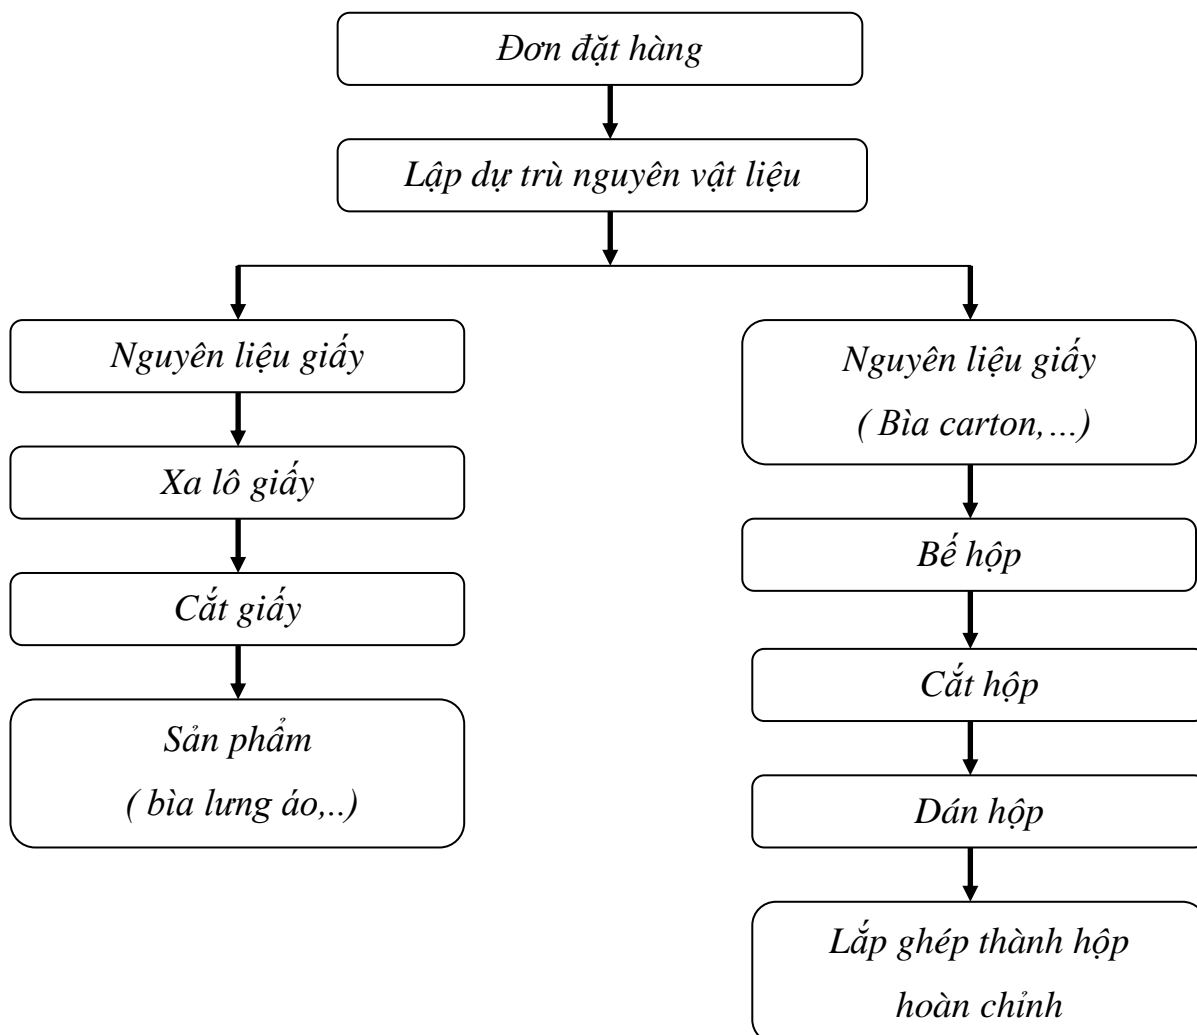 Đơn đặt hàng
Lập dự trù nguyên vật liệu
Nguyên liệu giấy
Xa lô giấy
Cắt giấy
Sản phẩm
( bìa lưng áo,..)
Nguyên liệu giấy
( Bìa carton,...)
Bế hộp
Cắt hộp
Dán hộp
Lắp ghép thành hộp
hoàn chỉnh